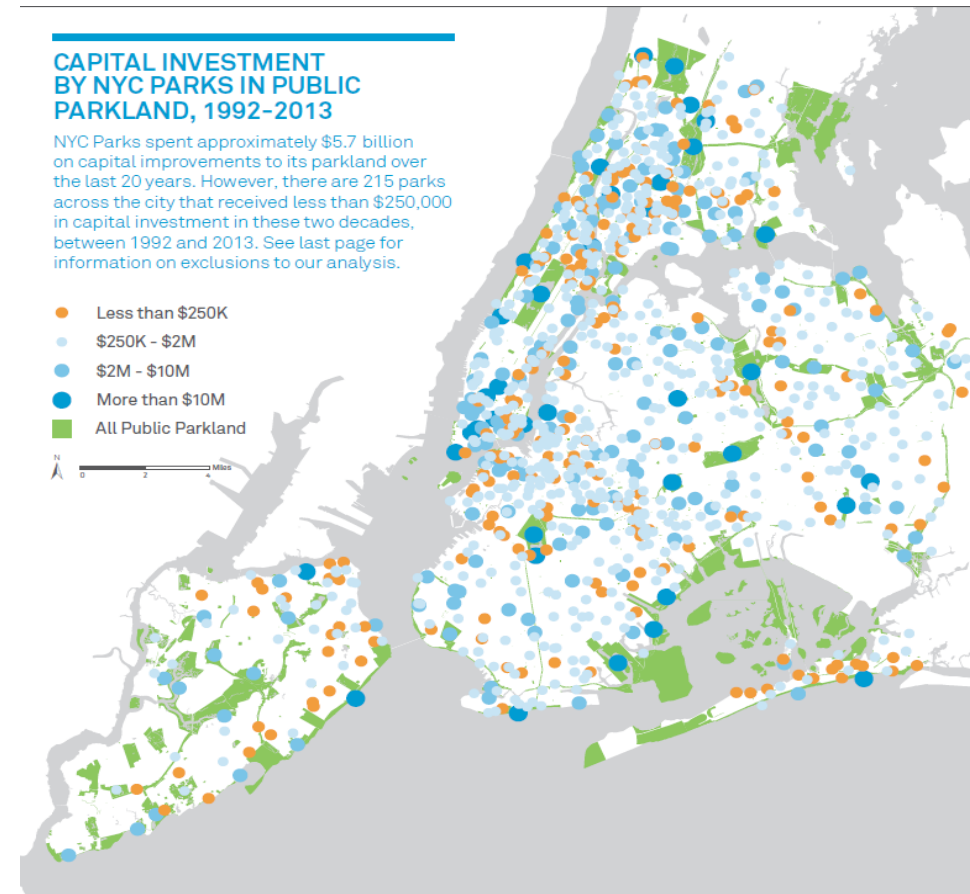 CAPITAL INVESTMENT
BY NYC PARKS IN PUBLIC
PARKLAND, 1992-2013
NYC Parks spent approximately $5.7 billion
on capital improvements to its parkland over
the last 20 years. However, there are 215 parks
across the city that received less than $250,000
in capital investment in these two decades,
between 1992 and 2013. See last page for
information on exclusions to our analysis.
Less than $250K
$250K - $2M
$2M - $10M
More than $10M
All Public Parkland
N
Miles
0 2 4